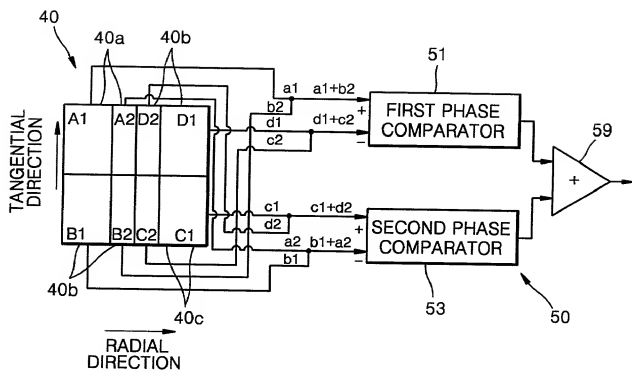 40
40a
40b
51
A1
A2
D2
D1
a1
a1+b2
b2
+
FIRST PHASE
COMPARATOR
d1
d1+c2
c2
−
59
+
TANGENTIAL
DIRECTION
c1
c1+d2
d2
+
SECOND PHASE
COMPARATOR
a2
b1+a2
b1
−
B1
B2
C2
C1
40b
40c
53
50
RADIAL
DIRECTION